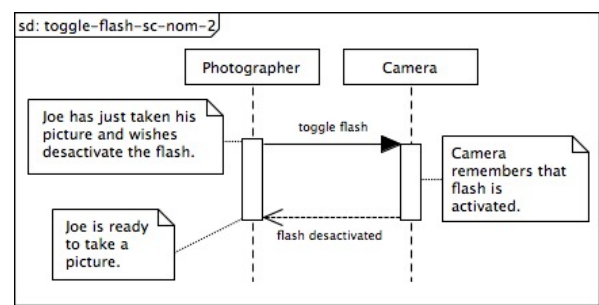 sd: toggle-flash-sc-nom-2
Photographer
Camera
Joe has just taken his
picture and wishes
desactivate the flash.
toggle flash
Camera
remembers that
flash is
activated.
Joe is ready
to take a
picture.
flash desactivated